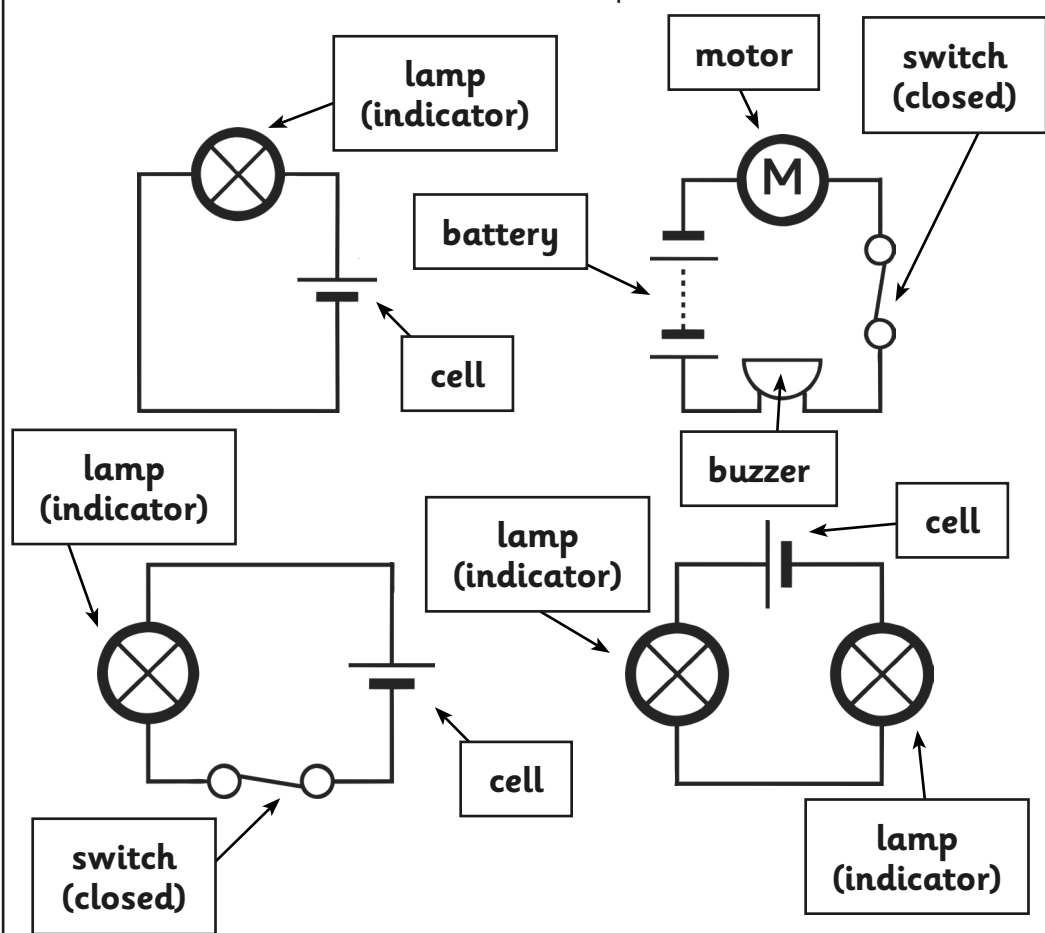 lamp
(indicator)
motor
switch
(closed)
M
battery
cell
buzzer
lamp
(indicator)
lamp
(indicator)
cell
cell
switch
(closed)
lamp
(indicator)